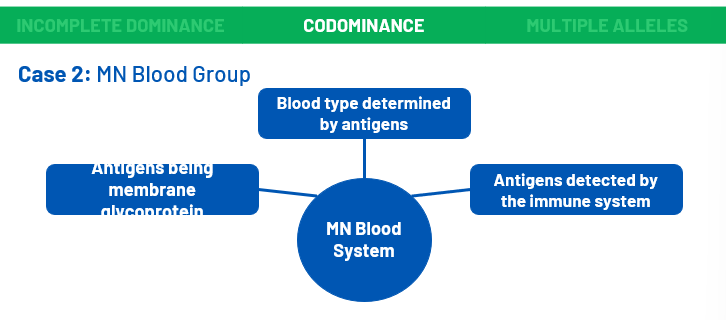 INCOMPLETE DOMINANCE
CODOMINANCE
MULTIPLE ALLELES
Case 2: MN Blood Group
Blood type determined
by antigens
Antigens being
membrane
glycoprotein
Antigens detected by
the immune system
MN Blood
System